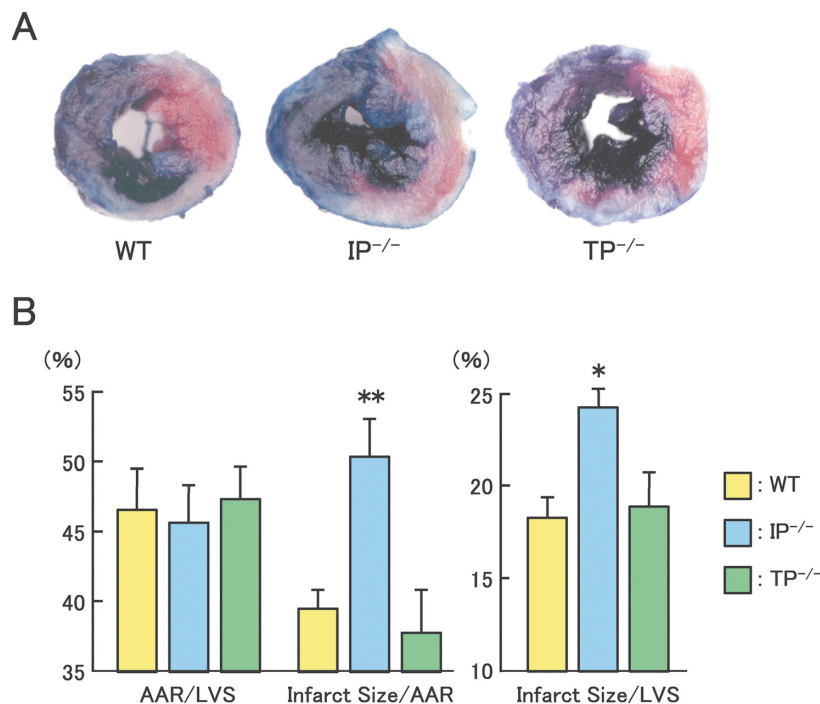 A
WT
IP−/−
TP−/−
B
(%)
55
50
45
40
35
**
AAR/LVS
Infarct Size/AAR
(%)
25
20
15
10
*
Infarct Size/LVS
: WT
: IP−/−
: TP−/−